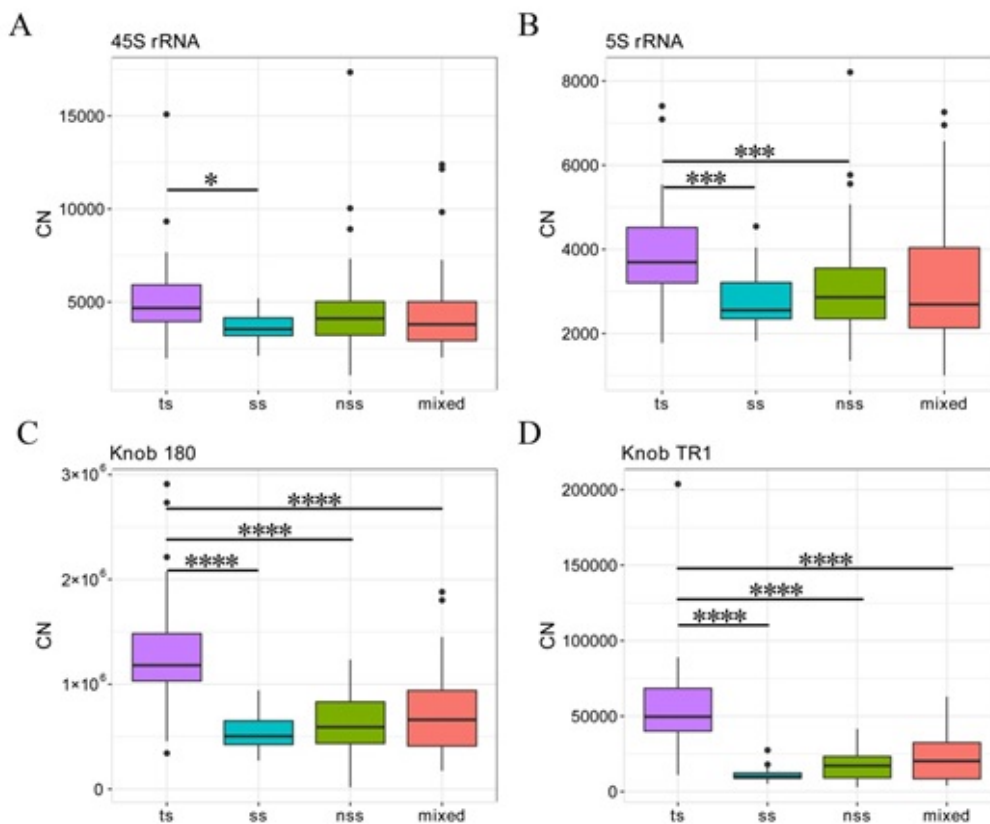 A
45S rRNA
CN
15000
10000
5000
*
ts ss nss mixed
B
5S rRNA
CN
8000
6000
4000
2000
***
***
ts ss nss mixed
C
Knob 180
CN
3×10⁶
2×10⁶
1×10⁶
0
****
****
****
ts ss nss mixed
D
Knob TR1
CN
200000
150000
100000
50000
0
****
****
****
ts ss nss mixed